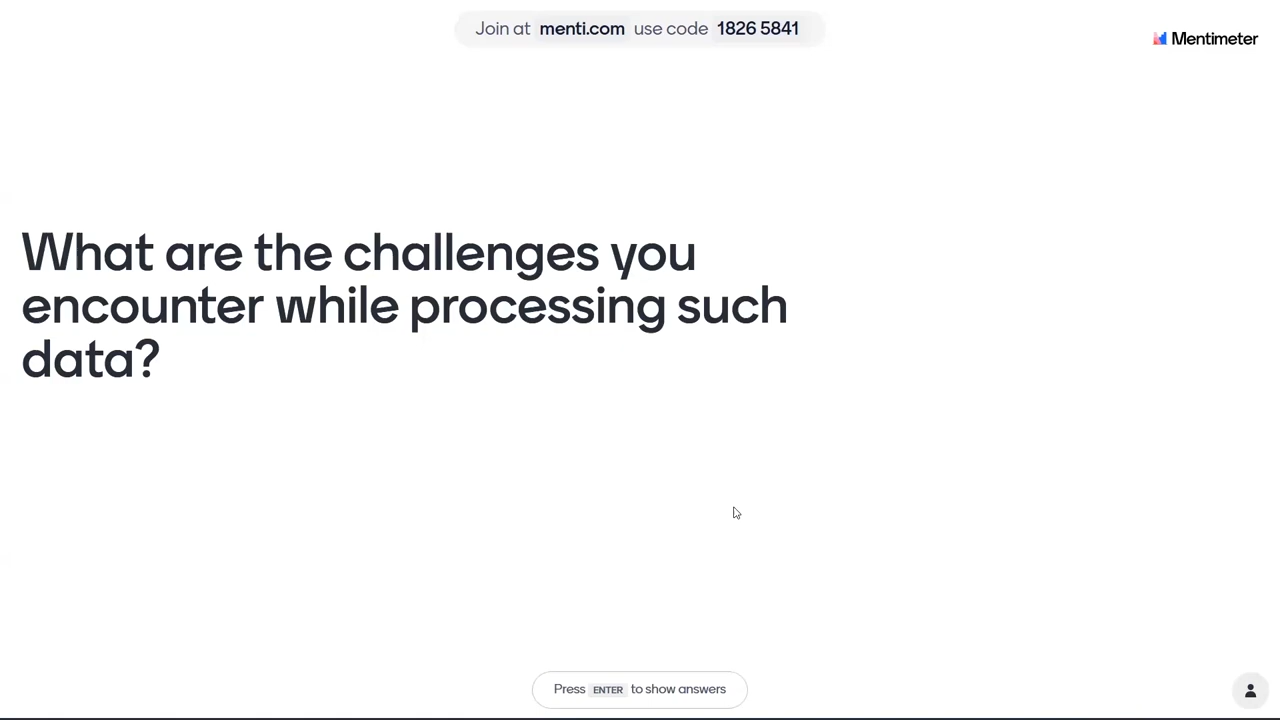 Join at menti.com use code 1826 5841
Mentimeter
What are the challenges you
encounter while processing such
data?
Press ENTER to show answers